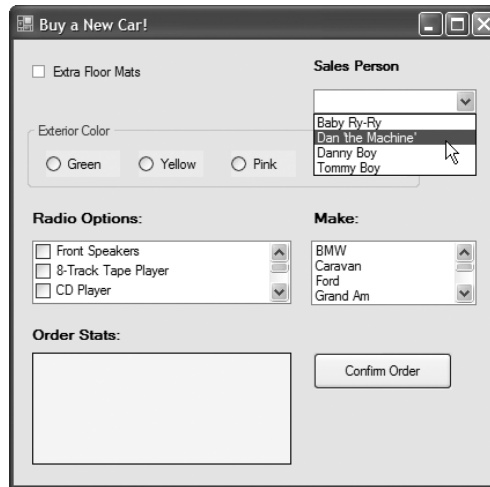 Buy a New Car!
Extra Floor Mats
Sales Person
Baby Ry-Ry
Dan 'the Machine'
Danny Boy
Tommy Boy
Exterior Color
Green Yellow Pink
Radio Options:
Front Speakers
8-Track Tape Player
CD Player
Make:
BMW
Caravan
Ford
Grand Am
Order Stats:
Confirm Order